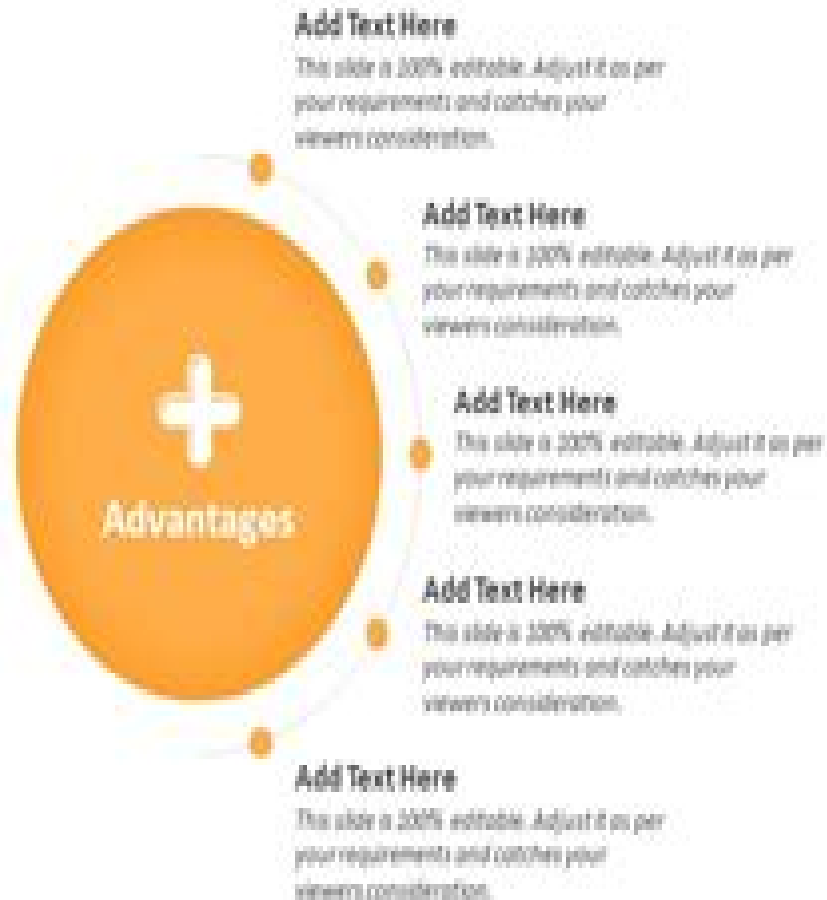 Add Text Here
This slide is 100% editable. Adjust it as per
your requirements and catches your
viewers consideration.
Add Text Here
This slide is 100% editable. Adjust it as per
your requirements and catches your
viewers consideration.
Add Text Here
This slide is 100% editable. Adjust it as per
your requirements and catches your
viewers consideration.
Advantages
Add Text Here
This slide is 100% editable. Adjust it as per
your requirements and catches your
viewers consideration.
Add Text Here
This slide is 100% editable. Adjust it as per
your requirements and catches your
viewers consideration.